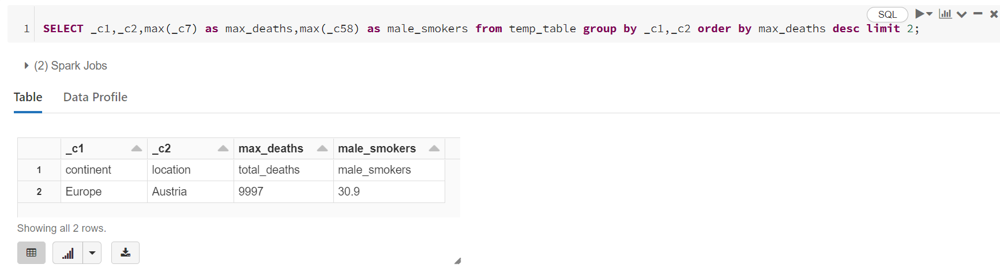 SQL
1 SELECT _c1,_c2,max(_c7) as max_deaths,max(_c58) as male_smokers from temp_table group by _c1,_c2 order by max_deaths desc limit 2;
(2) Spark Jobs
Table Data Profile
_c1 _c2 max_deaths male_smokers
1 continent location total_deaths male_smokers
2 Europe Austria 9997 30.9
Showing all 2 rows.